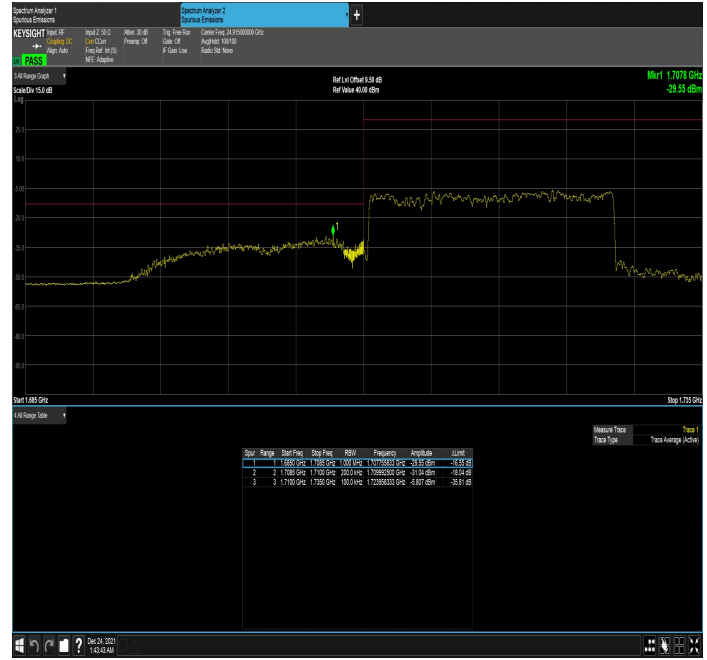 Spectrum Analyzer 1
Spurious Emissions
Spectrum Analyzer 2
Spurious Emissions
KEYSIGHT
Input: RF
Coupling: DC
Align: Auto
Input Z: 50 Ω
Corr CCorr
Freq Ref: Int (S)
NFE: Adaptive
Atten: 30 dB
Preamp: Off
Trig: Free Run
Gate: Off
IF Gain: Low
Center Freq: 24.915000000 GHz
Avg|Hold: 100/100
Radio Std: None
PASS
3 All Range Graph
Scale/Div 15.0 dB
Ref Lvl Offset 9.50 dB
Ref Value 40.00 dBm
Mkr1 1.7078 GHz
-29.55 dBm
Log
25.0
10.0
-5.00
-20.0
-35.0
-50.0
-65.0
-80.0
-95.0
1
Start 1.685 GHz
Stop 1.735 GHz
4 All Range Table
Measure Trace Trace 1
Trace Type Trace Average (Active)
Spur Range Start Freq Stop Freq RBW Frequency Amplitude ΔLimit
1 1 1.6850 GHz 1.7085 GHz 1.000 MHz 1.707755833 GHz -29.55 dBm -16.55 dB
2 2 1.7085 GHz 1.7100 GHz 200.0 kHz 1.709992500 GHz -31.04 dBm -18.04 dB
3 3 1.7100 GHz 1.7350 GHz 100.0 kHz 1.723958333 GHz -5.807 dBm -35.81 dB
?
Dec 24, 2021
1:43:43 AM